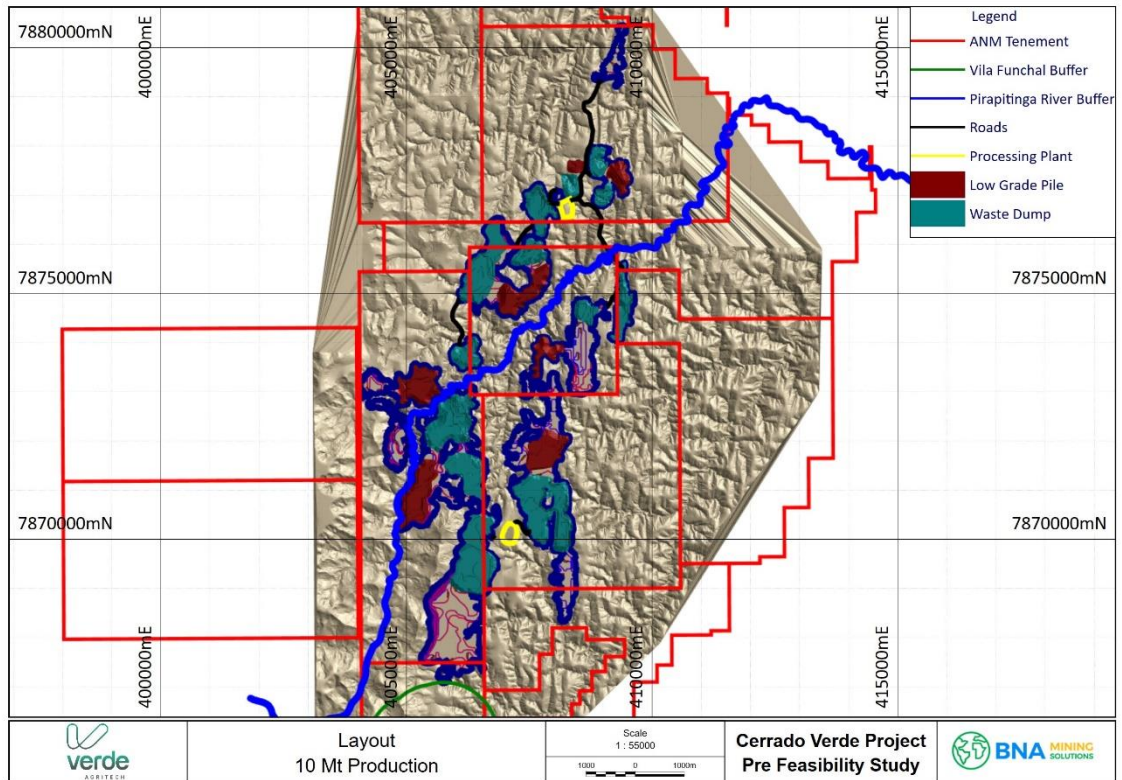 7880000mN
400000mE
405000mE
410000mE
415000mE
Legend
ANM Tenement
Vila Funchal Buffer
Pirapitinga River Buffer
Roads
Processing Plant
Low Grade Pile
Waste Dump
7875000mN
7875000mN
7870000mN
7870000mN
400000mE
405000mE
410000mE
415000mE
verde
AGRITECH
Layout
10 Mt Production
Scale
1 : 55000
1000 0 1000m
Cerrado Verde Project
Pre Feasibility Study
BNA MINING
SOLUTIONS